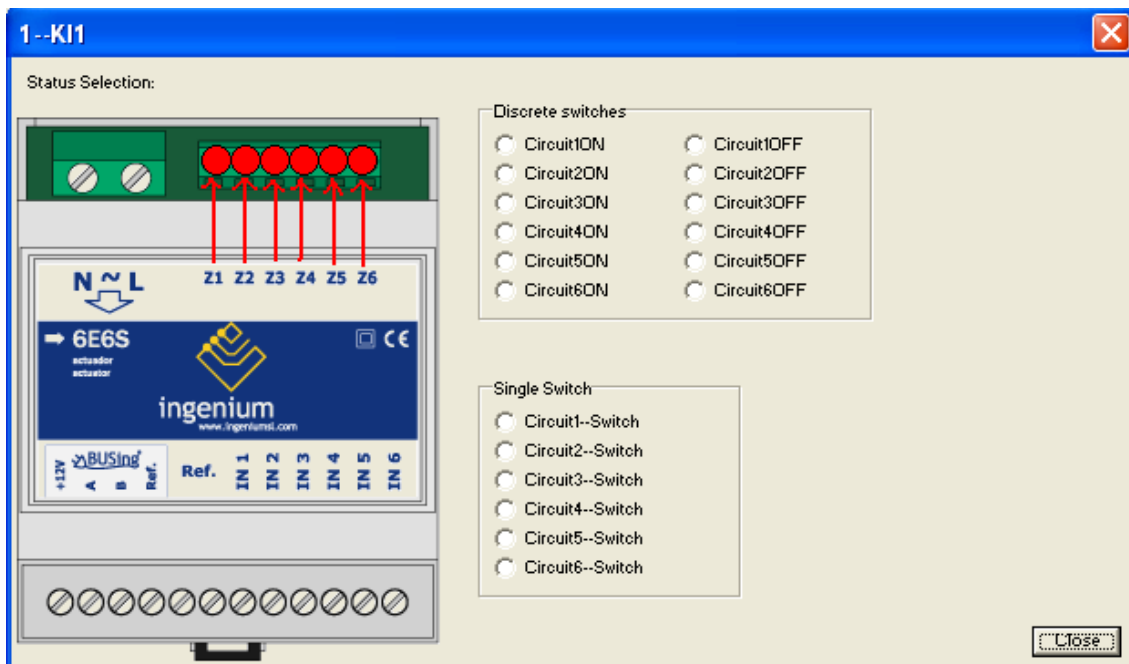 1--KI1
Status Selection:
N ~ L
Z1 Z2 Z3 Z4 Z5 Z6
6E6S
actuador
actuator
CE
ingenium
www.ingeniumsl.com
+12V A B Ref.
BUSing
Ref. IN 1 IN 2 IN 3 IN 4 IN 5 IN 6
Discrete switches
Circuit1ON Circuit1OFF
Circuit2ON Circuit2OFF
Circuit3ON Circuit3OFF
Circuit4ON Circuit4OFF
Circuit5ON Circuit5OFF
Circuit6ON Circuit6OFF
Single Switch
Circuit1--Switch
Circuit2--Switch
Circuit3--Switch
Circuit4--Switch
Circuit5--Switch
Circuit6--Switch
Close